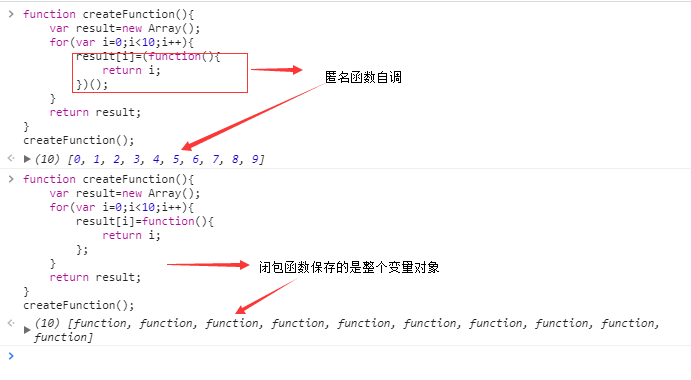 function createFunction(){
var result=new Array();
for(var i=0;i<10;i++){
result[i]=(function(){
return i;
})();
}
return result;
}
createFunction();
匿名函数自调
(10) [0, 1, 2, 3, 4, 5, 6, 7, 8, 9]
function createFunction(){
var result=new Array();
for(var i=0;i<10;i++){
result[i]=function(){
return i;
};
}
return result;
}
createFunction();
闭包函数保存的是整个变量对象
(10) [function, function, function, function, function, function, function, function, function,
function]